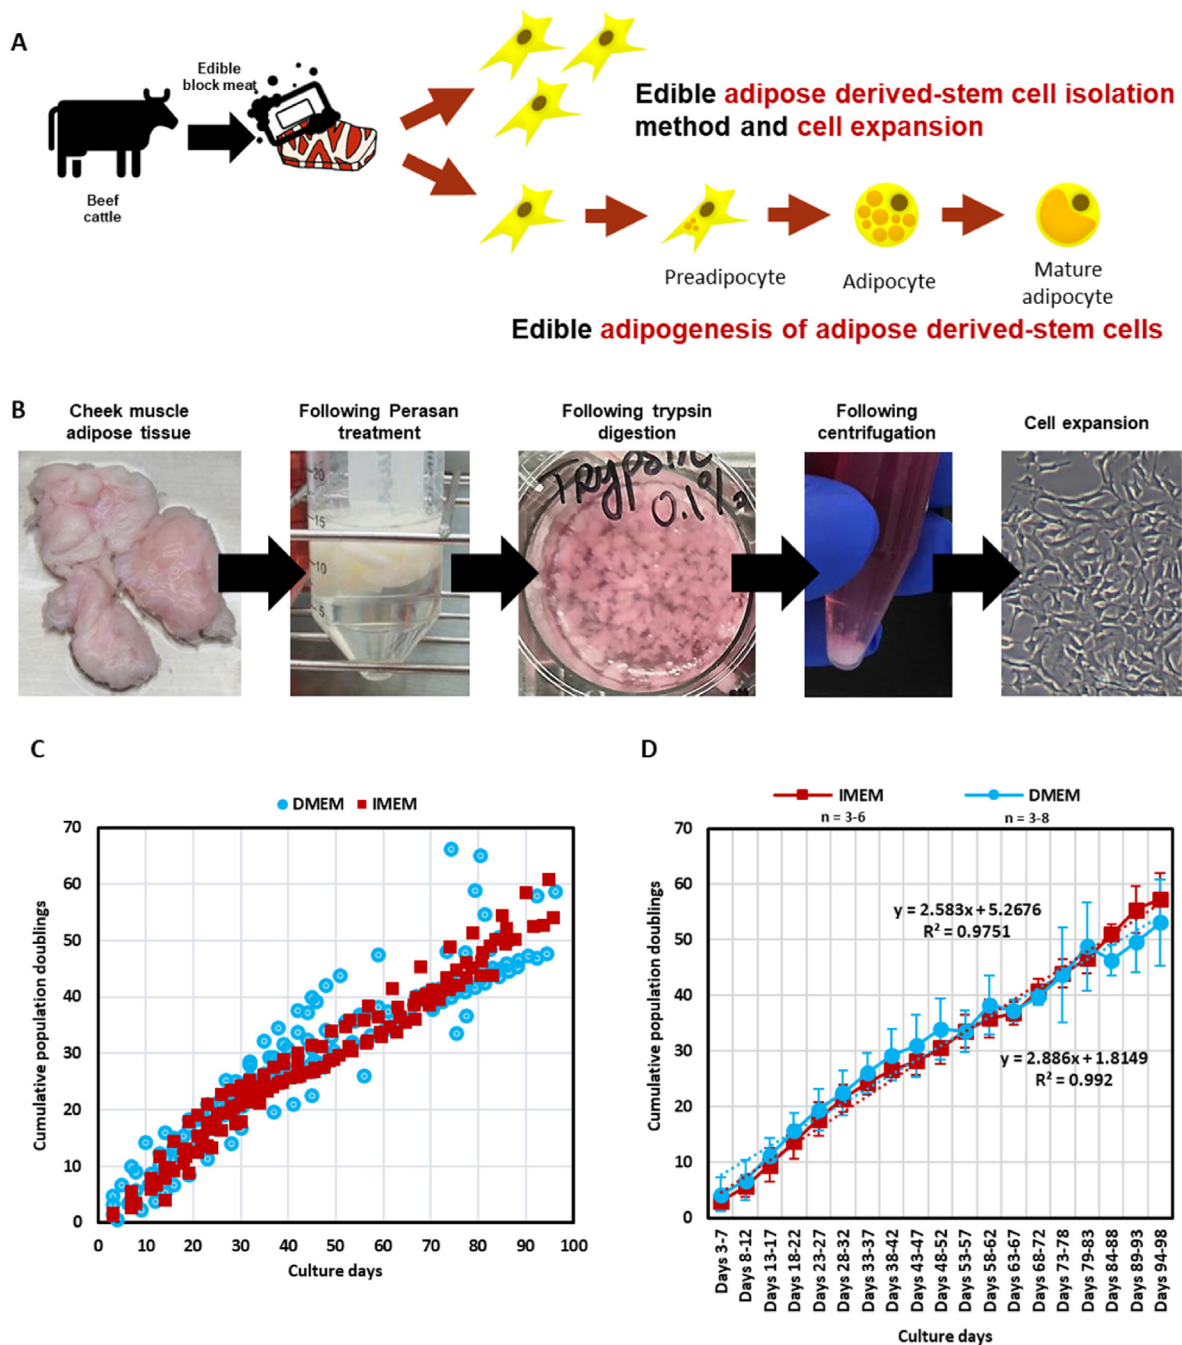 A
Edible
block meat
Beef
cattle
Edible adipose derived-stem cell isolation
method and cell expansion
Preadipocyte
Adipocyte
Mature
adipocyte
Edible adipogenesis of adipose derived-stem cells
B
Cheek muscle
adipose tissue
Following Perasan
treatment
Following trypsin
digestion
Following
centrifugation
Cell expansion
20
15
10
5
0.1%
C
DMEM
IMEM
70
60
50
40
30
20
10
0
0 10 20 30 40 50 60 70 80 90 100
Cumulative population doublings
Culture days
D
IMEM
n = 3-6
DMEM
n = 3-8
70
60
50
40
30
20
10
0
Cumulative population doublings
y = 2.583x + 5.2676
R² = 0.9751
y = 2.886x + 1.8149
R² = 0.992
Days 3-7
Days 8-12
Days 13-17
Days 18-22
Days 23-27
Days 28-32
Days 33-37
Days 38-42
Days 43-47
Days 48-52
Days 53-57
Days 58-62
Days 63-67
Days 68-72
Days 73-78
Days 79-83
Days 84-88
Days 89-93
Days 94-98
Culture days